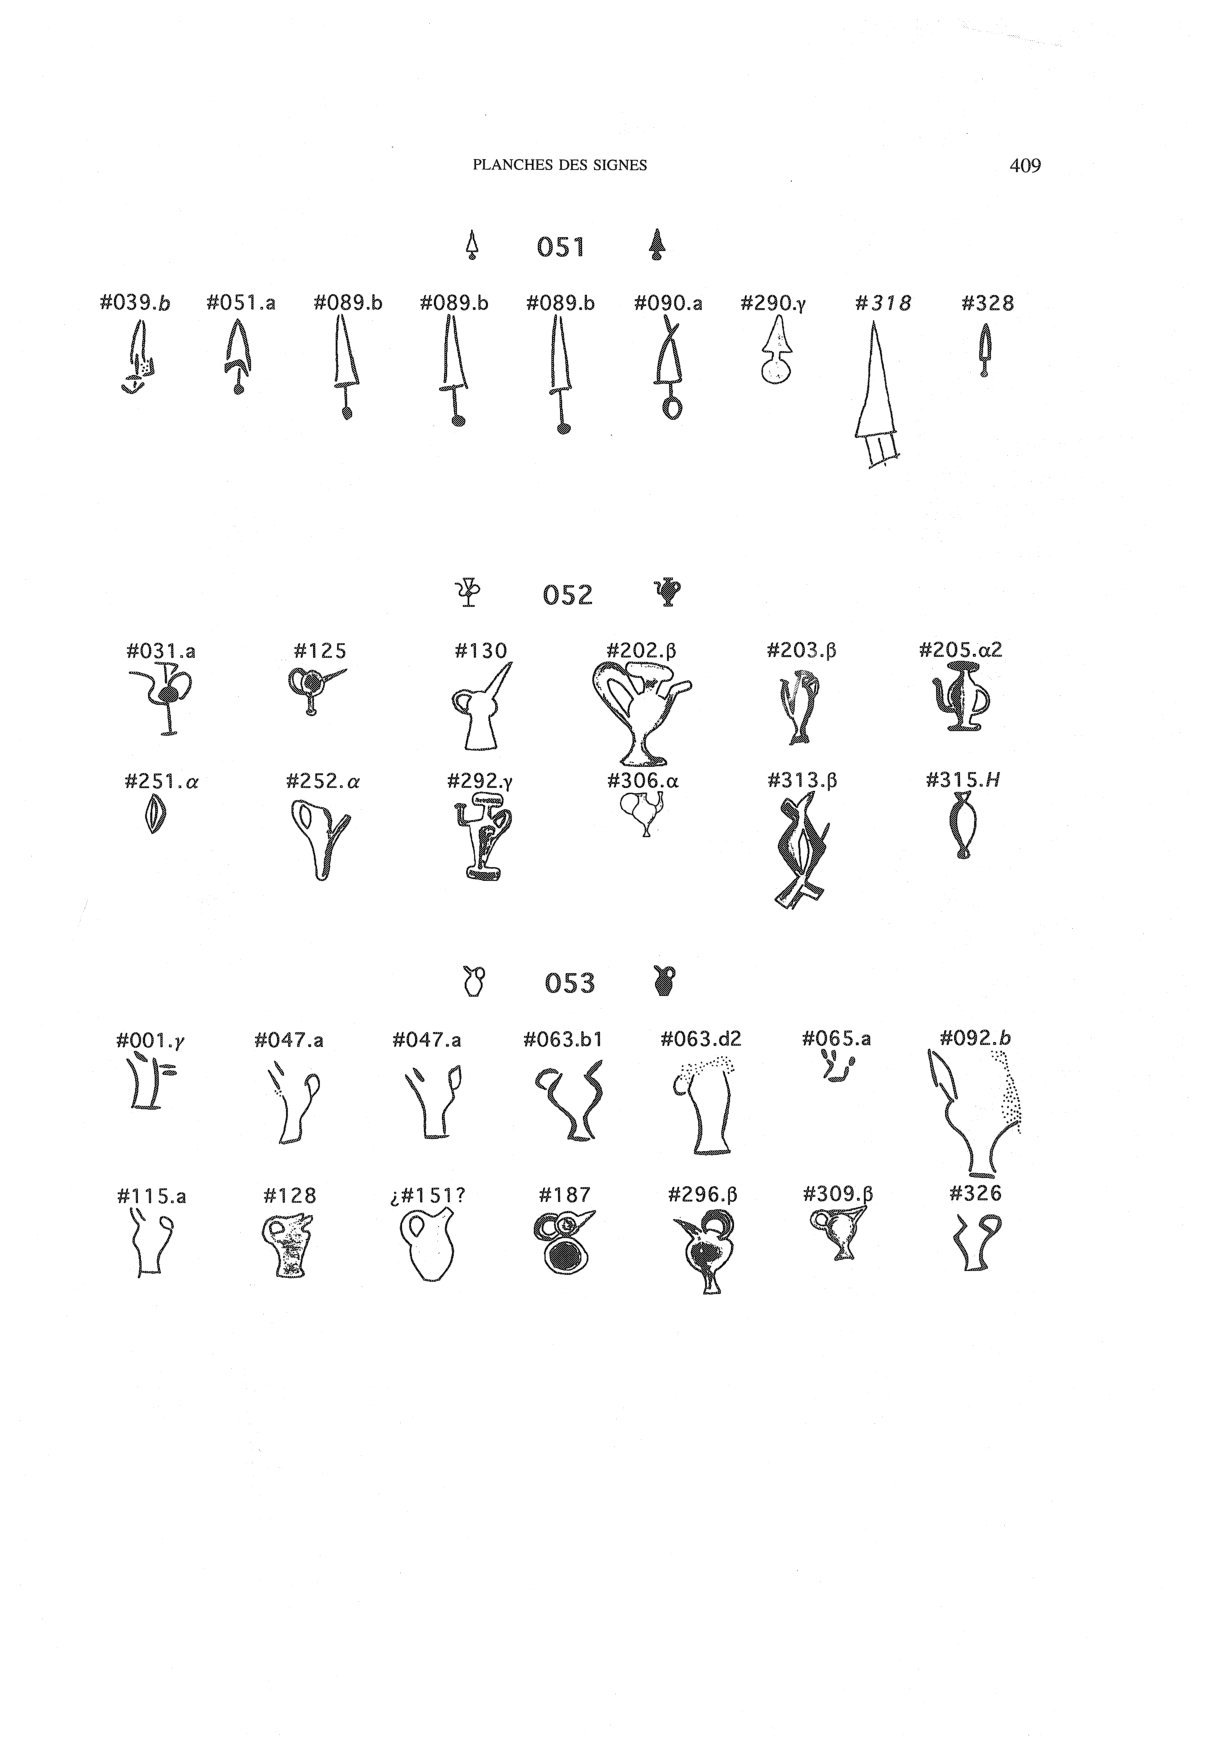 PLANCHES DES SIGNES 409
051
#039.b #051.a #089.b #089.b #089.b #090.a #290.γ #318 #328
052
#031.a #125 #130 #202.β #203.β #205.α2
#251.α #252.α #292.γ #306.α #313.β #315.H
053
#001.γ #047.a #047.a #063.b1 #063.d2 #065.a #092.b
#115.a #128 ¿#151? #187 #296.β #309.β #326